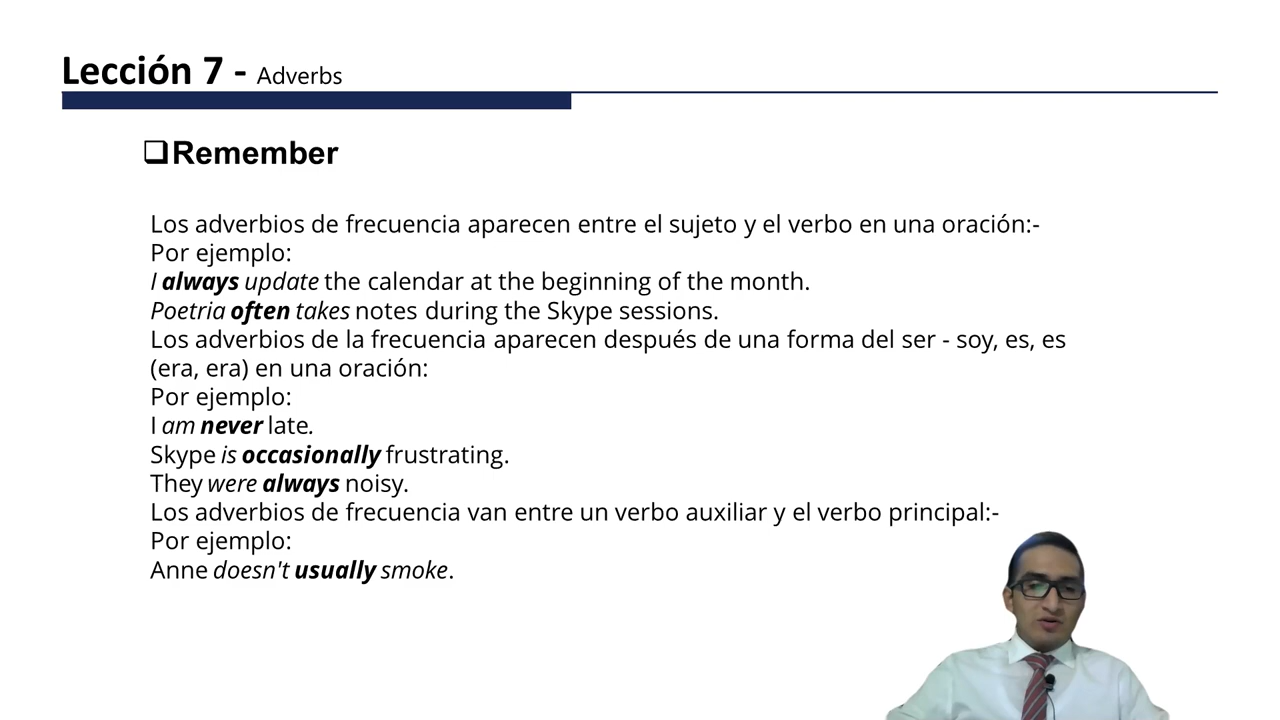 Lección 7 - Adverbs
❑Remember
Los adverbios de frecuencia aparecen entre el sujeto y el verbo en una oración:-
Por ejemplo:
I always update the calendar at the beginning of the month.
Poetria often takes notes during the Skype sessions.
Los adverbios de la frecuencia aparecen después de una forma del ser - soy, es, es
(era, era) en una oración:
Por ejemplo:
I am never late.
Skype is occasionally frustrating.
They were always noisy.
Los adverbios de frecuencia van entre un verbo auxiliar y el verbo principal:-
Por ejemplo:
Anne doesn't usually smoke.